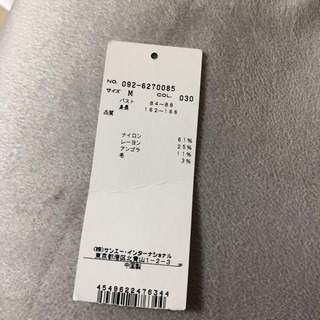 NO. 092-6270085
サイズ M COL. 030
バスト 84~88
身長 162~166
品質
ナイロン 61%
レーヨン 25%
アンゴラ 11%
毛 3%
(株)サンエー・インターナショナル
東京都港区北青山1-2-3
中国製
4549622476344